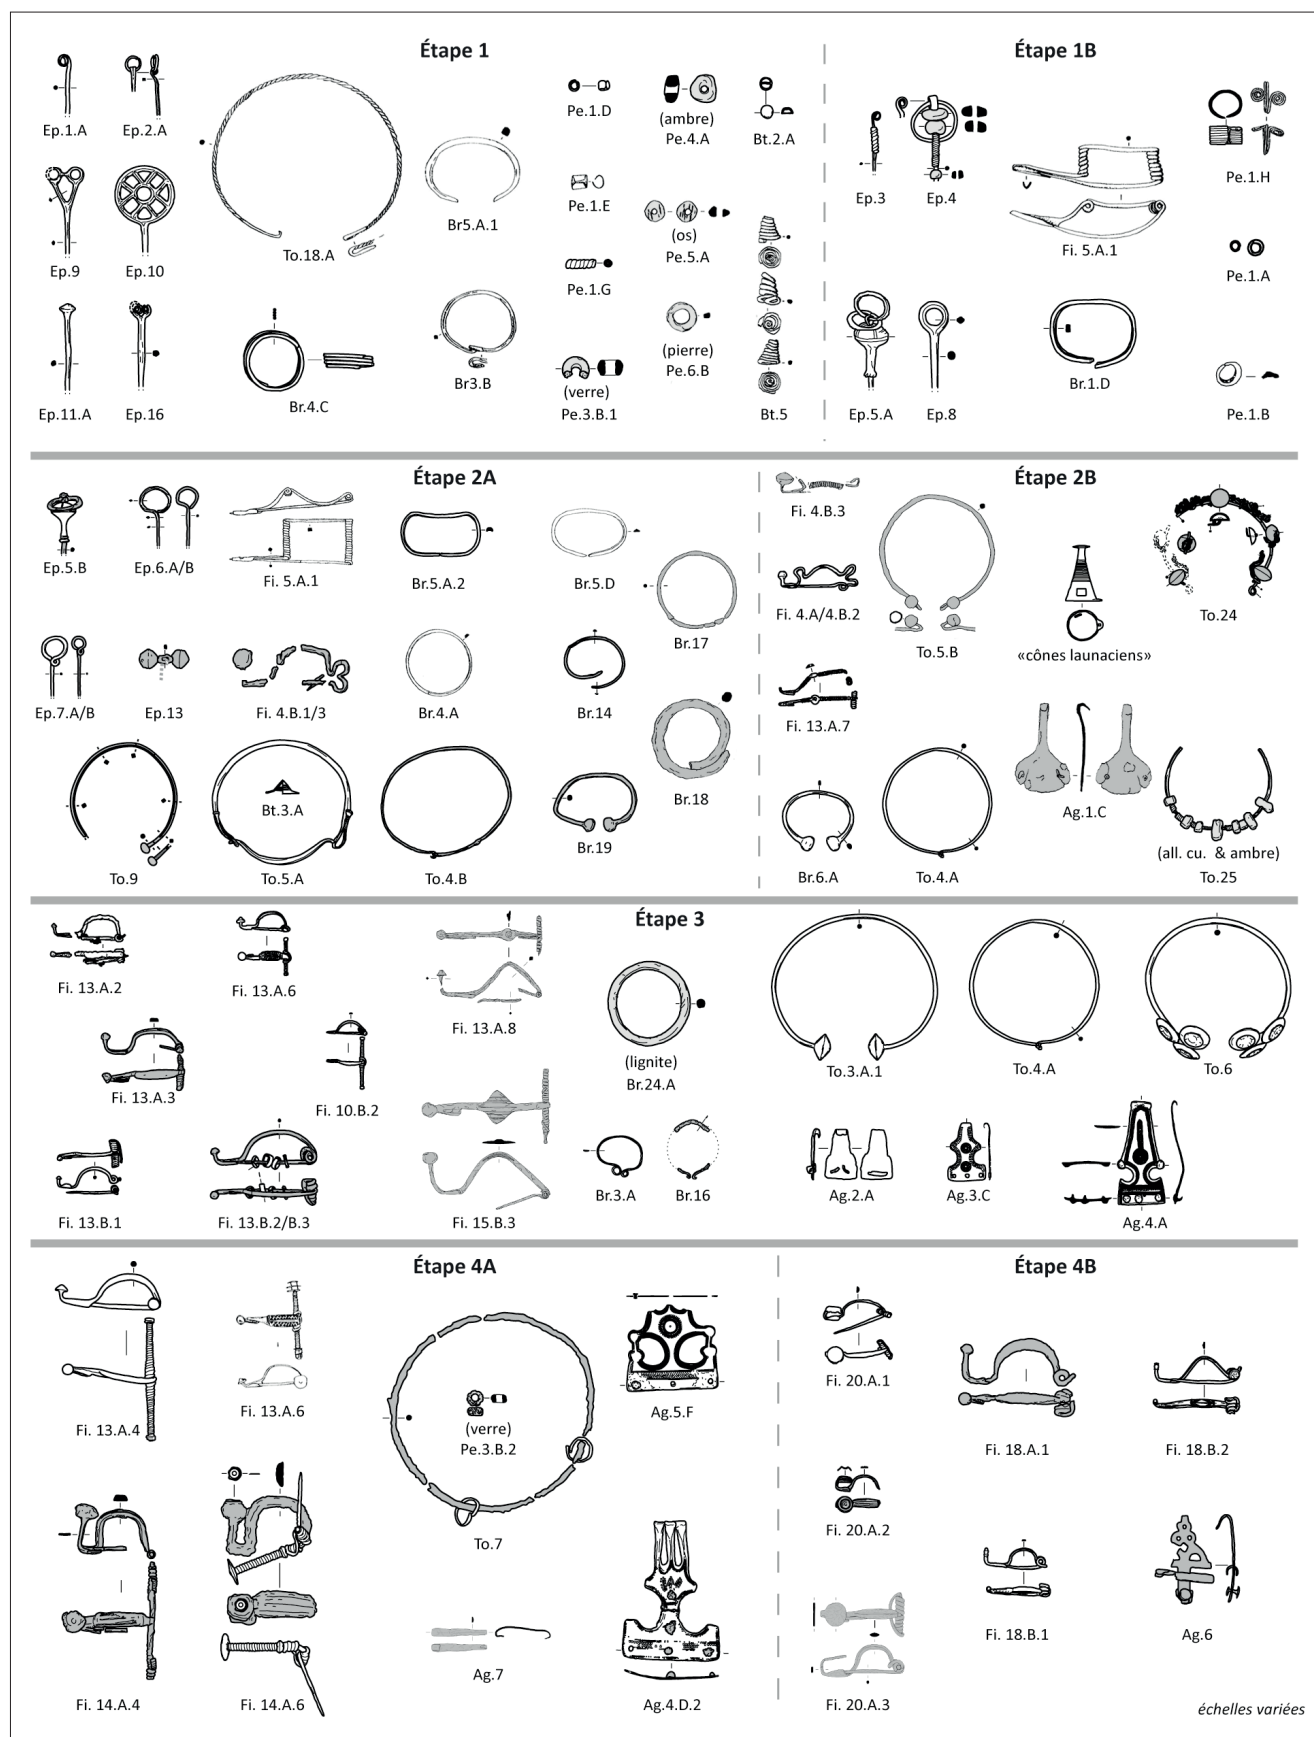 Étape 1
Ep.1.A
Ep.2.A
To.18.A
Br5.A.1
Pe.1.D
(ambre)
Pe.4.A
Bt.2.A
Pe.1.E
(os)
Pe.5.A
Ep.9
Ep.10
Pe.1.G
(pierre)
Pe.6.B
Ep.11.A
Ep.16
Br.4.C
Br3.B
(verre)
Pe.3.B.1
Bt.5
Étape 1B
Ep.3
Ep.4
Fi. 5.A.1
Pe.1.H
Pe.1.A
Ep.5.A
Ep.8
Br.1.D
Pe.1.B
Étape 2A
Ep.5.B
Ep.6.A/B
Fi. 5.A.1
Br.5.A.2
Br.5.D
Br.17
Ep.7.A/B
Ep.13
Fi. 4.B.1/3
Br.4.A
Br.14
Br.18
To.9
Bt.3.A
To.5.A
To.4.B
Br.19
Étape 2B
Fi. 4.B.3
Fi. 4.A/4.B.2
To.5.B
«cônes launaciens»
To.24
Fi. 13.A.7
Ag.1.C
Br.6.A
To.4.A
(all. cu. & ambre)
To.25
Étape 3
Fi. 13.A.2
Fi. 13.A.6
Fi. 13.A.8
(lignite)
Br.24.A
To.3.A.1
To.4.A
To.6
Fi. 13.A.3
Fi. 10.B.2
Fi. 13.B.1
Fi. 13.B.2/B.3
Fi. 15.B.3
Br.3.A
Br.16
Ag.2.A
Ag.3.C
Ag.4.A
Étape 4A
Fi. 13.A.4
Fi. 13.A.6
(verre)
Pe.3.B.2
To.7
Ag.5.F
Fi. 14.A.4
Fi. 14.A.6
Ag.7
Ag.4.D.2
Étape 4B
Fi. 20.A.1
Fi. 18.A.1
Fi. 18.B.2
Fi. 20.A.2
Fi. 18.B.1
Ag.6
Fi. 20.A.3
échelles variées